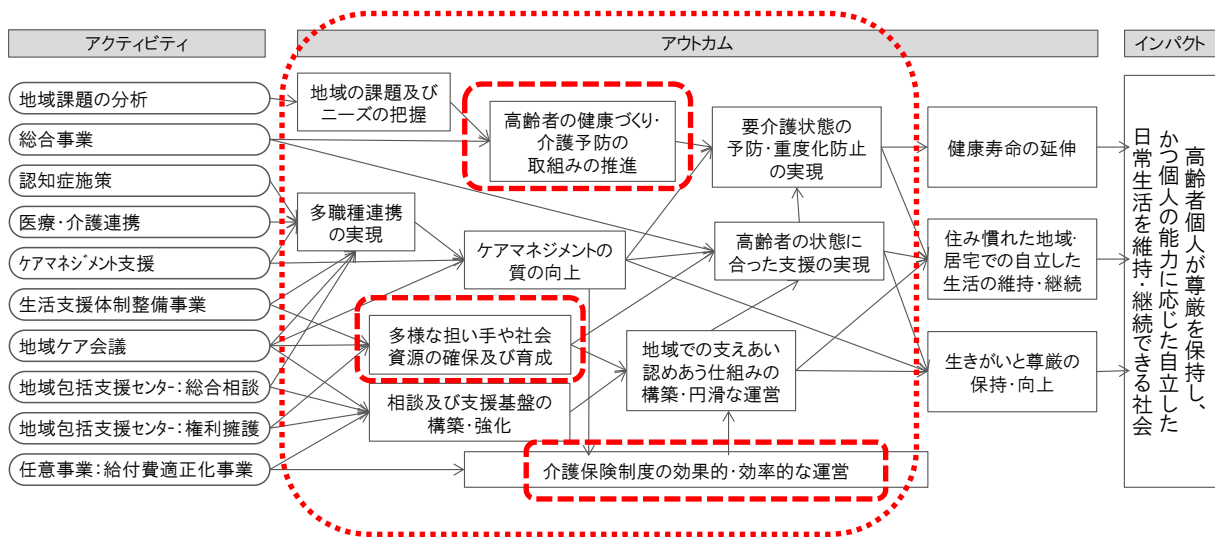 アクティビティ
アウトカム
インパクト
地域課題の分析
総合事業
認知症施策
医療・介護連携
ケアマネジメント支援
生活支援体制整備事業
地域ケア会議
地域包括支援センター：総合相談
地域包括支援センター：権利擁護
任意事業：給付費適正化事業
地域の課題及び
ニーズの把握
高齢者の健康づくり・
介護予防の
取組みの推進
要介護状態の
予防・重度化防止
の実現
多職種連携
の実現
ケアマネジメントの
質の向上
高齢者の状態に
合った支援の実現
多様な担い手や社会
資源の確保及び育成
地域での支えあい
認めあう仕組みの
構築・円滑な運営
相談及び支援基盤の
構築・強化
介護保険制度の効果的・効率的な運営
健康寿命の延伸
住み慣れた地域・
居宅での自立した
生活の維持・継続
生きがいと尊厳の
保持・向上
高齢者個人が尊厳を保持し、
かつ個人の能力に応じた自立した
日常生活を維持・継続できる社会